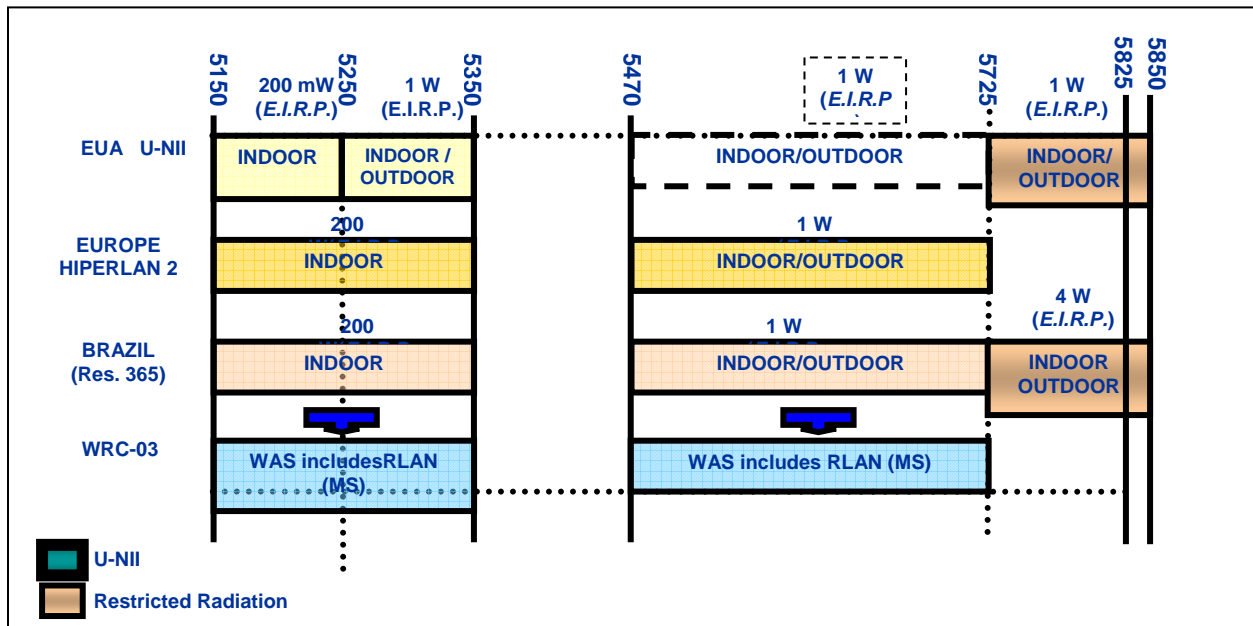 5150
5250
5350
5470
5725
5825
5850
200 mW
(E.I.R.P.)
1 W
(E.I.R.P.)
1 W
(E.I.R.P
.)
1 W
(E.I.R.P.)
EUA U-NII
INDOOR
INDOOR /
OUTDOOR
INDOOR/OUTDOOR
INDOOR/
OUTDOOR
EUROPE
HIPERLAN 2
200
INDOOR
1 W
INDOOR/OUTDOOR
4 W
(E.I.R.P.)
BRAZIL
(Res. 365)
200
INDOOR
1 W
INDOOR/OUTDOOR
INDOOR
OUTDOOR
WRC-03
WAS includesRLAN
(MS)
WAS includes RLAN (MS)
U-NII
Restricted Radiation